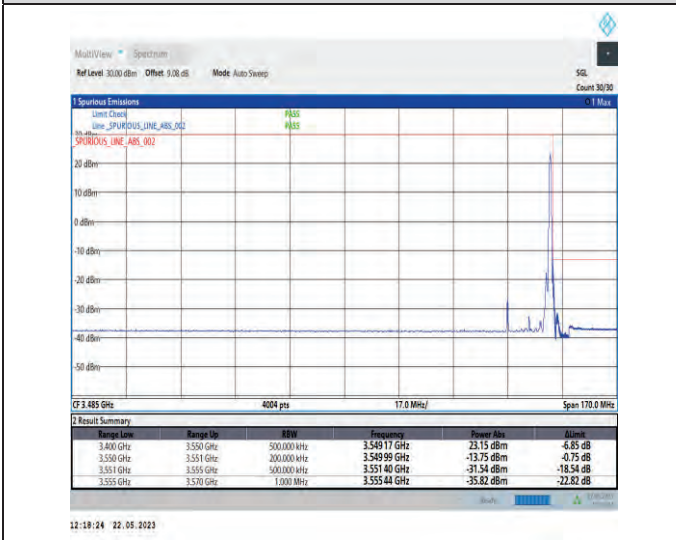 MultiView Spectrum
Ref Level 30.00 dBm Offset 9.08 dB Mode Auto Sweep SGL
Count 30/30
1 Spurious Emissions 1 Max
Limit Check PASS
Line _SPURIOUS_LINE_ABS_002 PASS
_SPURIOUS_LINE_ABS_002
20 dBm
10 dBm
0 dBm
-10 dBm
-20 dBm
-30 dBm
-40 dBm
-50 dBm
CF 3.485 GHz 4004 pts 17.0 MHz/ Span 170.0 MHz
2 Result Summary
Range Low Range Up RBW Frequency Power Abs ΔLimit
3.400 GHz 3.550 GHz 500.000 kHz 3.549 17 GHz 23.15 dBm -6.85 dB
3.550 GHz 3.551 GHz 200.000 kHz 3.549 99 GHz -13.75 dBm -0.75 dB
3.551 GHz 3.555 GHz 500.000 kHz 3.551 40 GHz -31.54 dBm -18.54 dB
3.555 GHz 3.570 GHz 1.000 MHz 3.555 44 GHz -35.82 dBm -22.82 dB
12:18:24 22.05.2023